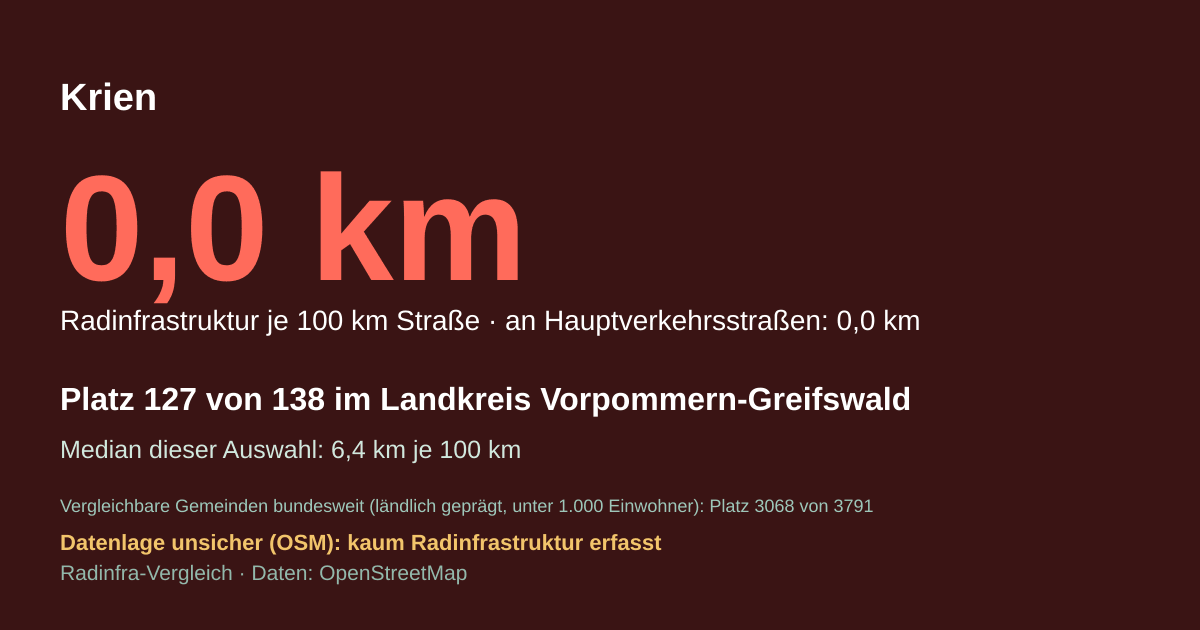 Krien
0,0 km
Radinfrastruktur je 100 km Straße · an Hauptverkehrsstraßen: 0,0 km
Platz 127 von 138 im Landkreis Vorpommern-Greifswald
Median dieser Auswahl: 6,4 km je 100 km
Vergleichbare Gemeinden bundesweit (ländlich geprägt, unter 1.000 Einwohner): Platz 3068 von 3791
Datenlage unsicher (OSM): kaum Radinfrastruktur erfasst
Radinfra-Vergleich · Daten: OpenStreetMap